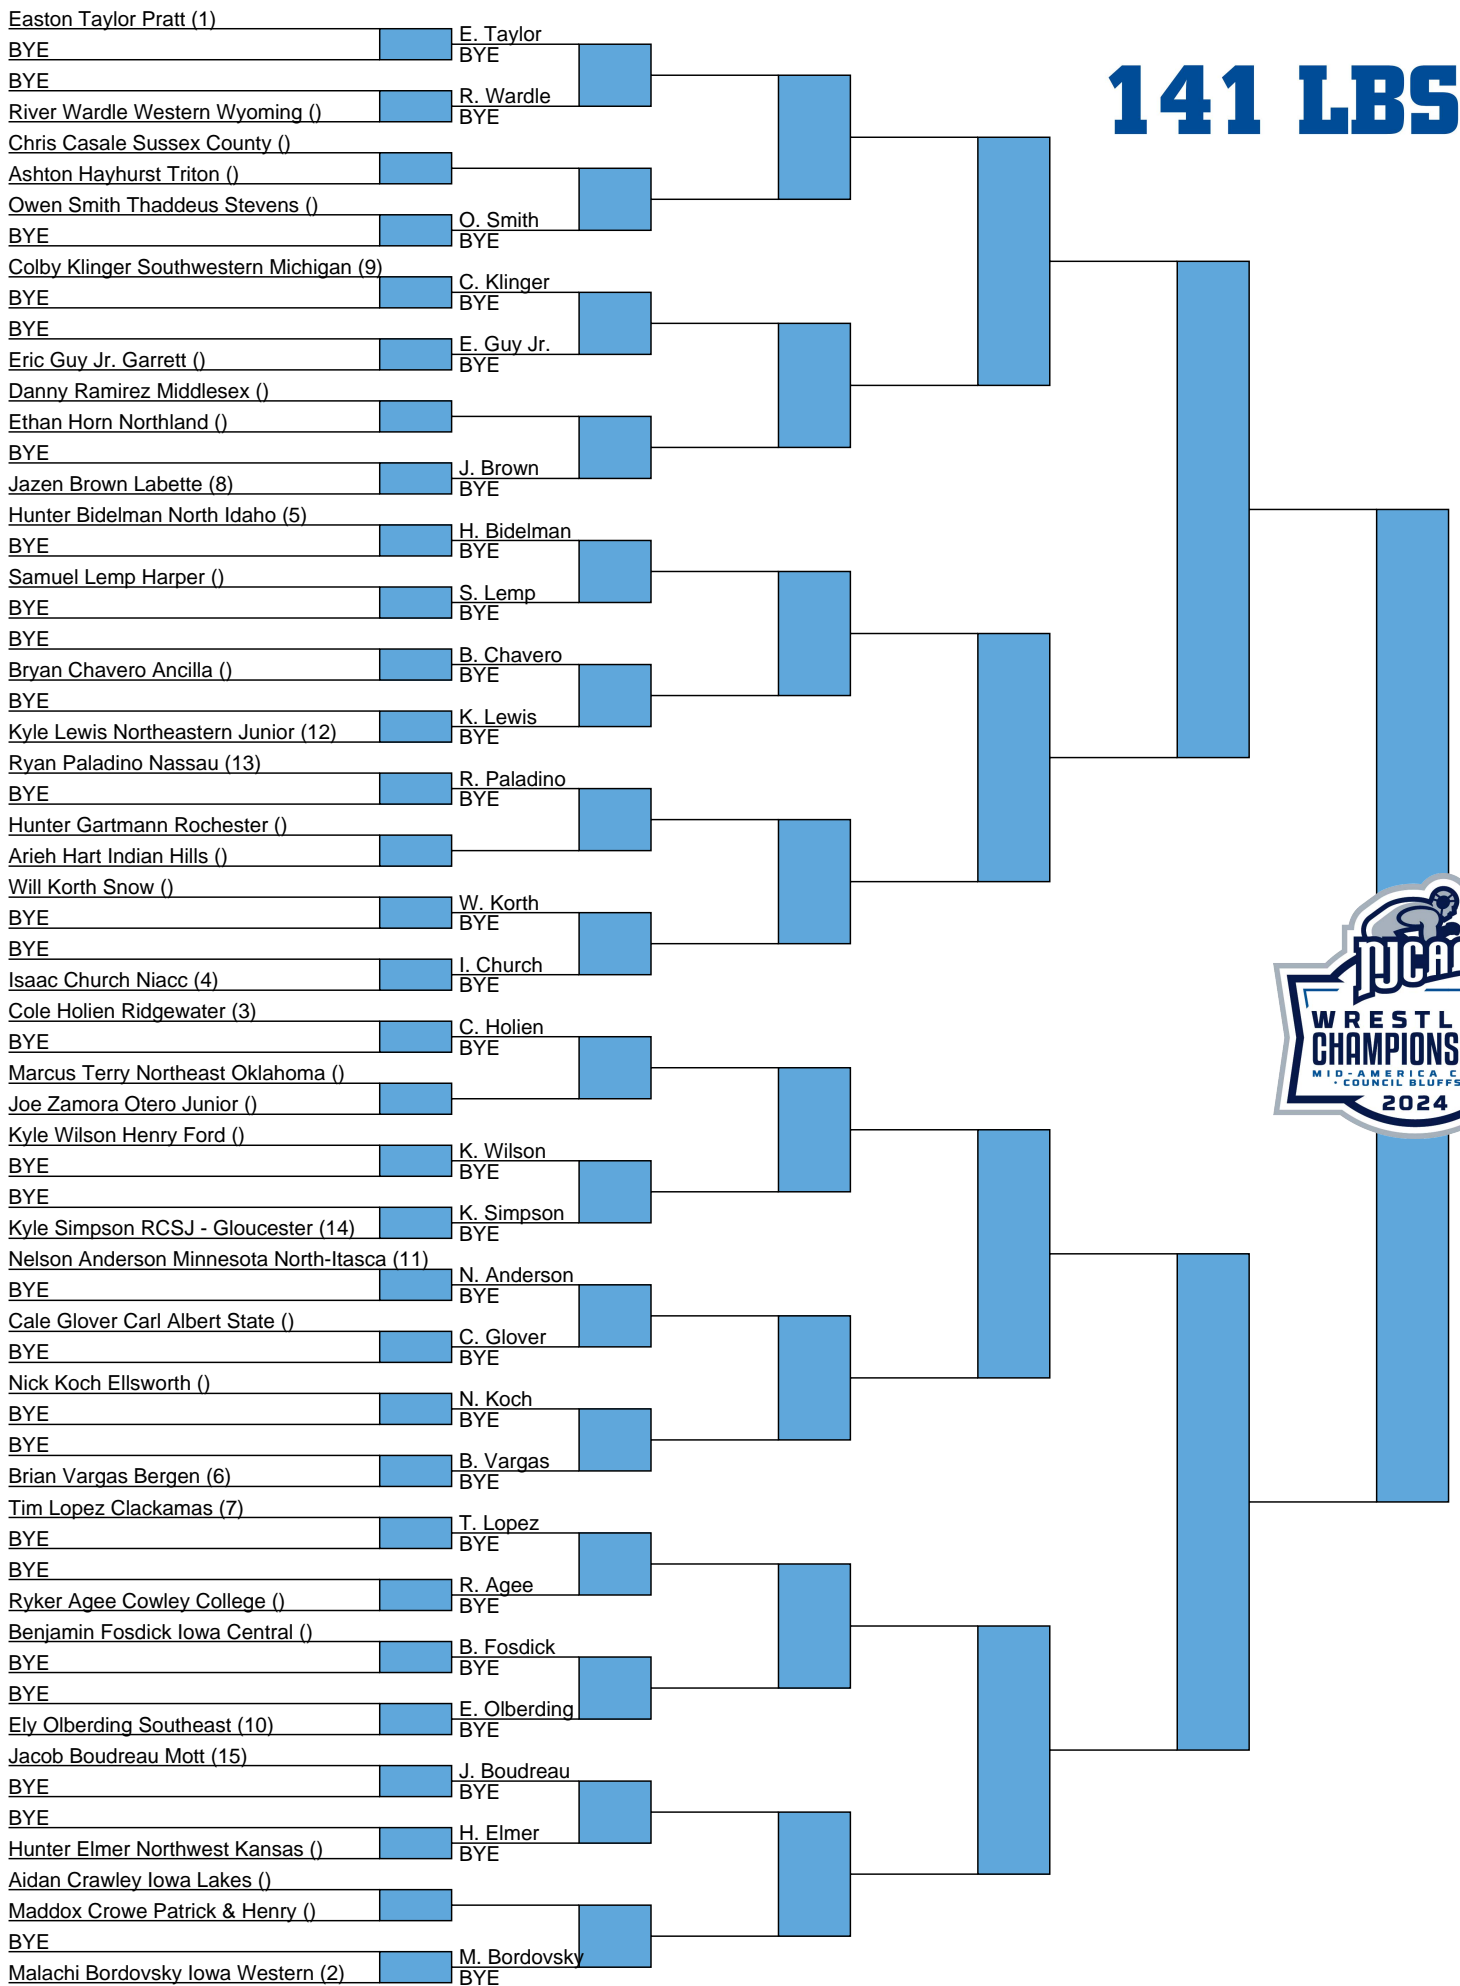 141 LBS
Easton Taylor Pratt (1)
BYE
BYE
River Wardle Western Wyoming ()
Chris Casale Sussex County ()
Ashton Hayhurst Triton ()
Owen Smith Thaddeus Stevens ()
BYE
Colby Klinger Southwestern Michigan (9)
BYE
BYE
Eric Guy Jr. Garrett ()
Danny Ramirez Middlesex ()
Ethan Horn Northland ()
BYE
Jazen Brown Labette (8)
Hunter Bidelman North Idaho (5)
BYE
Samuel Lemp Harper ()
BYE
BYE
Bryan Chavero Ancilla ()
BYE
Kyle Lewis Northeastern Junior (12)
Ryan Paladino Nassau (13)
BYE
Hunter Gartmann Rochester ()
Arieh Hart Indian Hills ()
Will Korth Snow ()
BYE
BYE
Isaac Church Niacc (4)
Cole Holien Ridgewater (3)
BYE
Marcus Terry Northeast Oklahoma ()
Joe Zamora Otero Junior ()
Kyle Wilson Henry Ford ()
BYE
BYE
Kyle Simpson RCSJ - Gloucester (14)
Nelson Anderson Minnesota North-Itasca (11)
BYE
Cale Glover Carl Albert State ()
BYE
Nick Koch Ellsworth ()
BYE
BYE
Brian Vargas Bergen (6)
Tim Lopez Clackamas (7)
BYE
BYE
Ryker Agee Cowley College ()
Benjamin Fosdick Iowa Central ()
BYE
BYE
Ely Olberding Southeast (10)
Jacob Boudreau Mott (15)
BYE
BYE
Hunter Elmer Northwest Kansas ()
Aidan Crawley Iowa Lakes ()
Maddox Crowe Patrick & Henry ()
BYE
Malachi Bordovsky Iowa Western (2)
E. Taylor
BYE
R. Wardle
BYE
O. Smith
BYE
C. Klinger
BYE
E. Guy Jr.
BYE
J. Brown
BYE
H. Bidelman
BYE
S. Lemp
BYE
B. Chavero
BYE
K. Lewis
BYE
R. Paladino
BYE
W. Korth
BYE
I. Church
BYE
C. Holien
BYE
K. Wilson
BYE
K. Simpson
BYE
N. Anderson
BYE
C. Glover
BYE
N. Koch
BYE
B. Vargas
BYE
T. Lopez
BYE
R. Agee
BYE
B. Fosdick
BYE
E. Olberding
BYE
J. Boudreau
BYE
H. Elmer
BYE
M. Bordovsky
BYE
NJCA
WRESTL
CHAMPIONS
MID-AMERICA C
• COUNCIL BLUFFS
2024